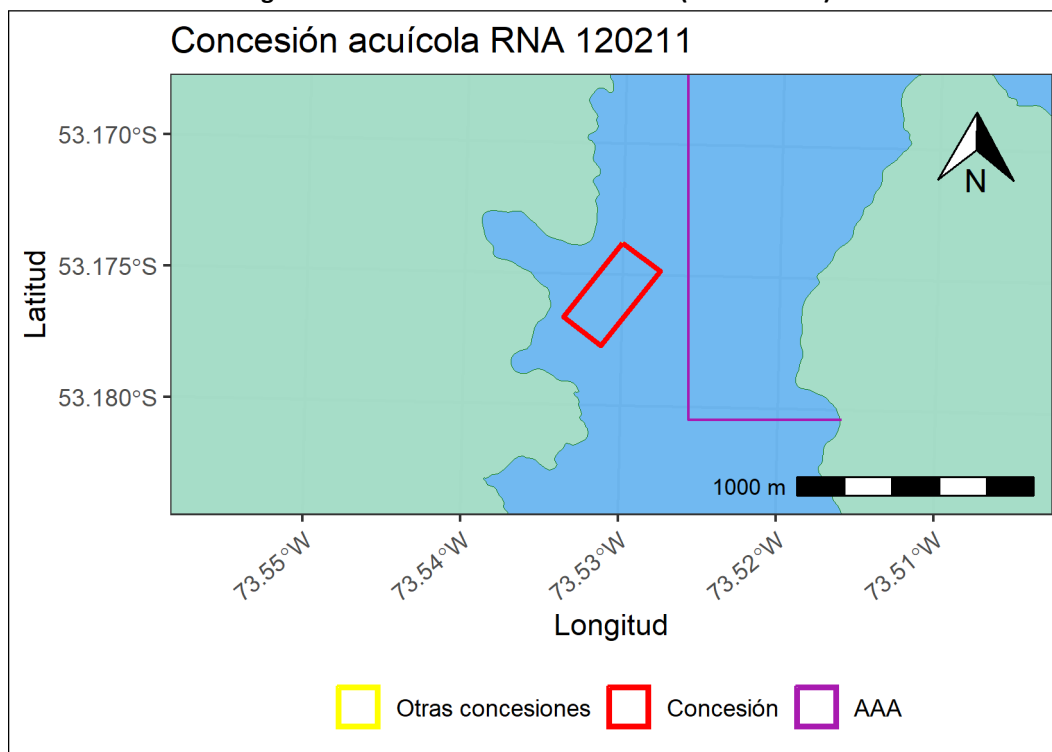 Concesión acuícola RNA 120211
53.170°S
53.175°S
53.180°S
Latitud
N
1000 m
73.55°W
73.54°W
73.53°W
73.52°W
73.51°W
Longitud
Otras concesiones
Concesión
AAA